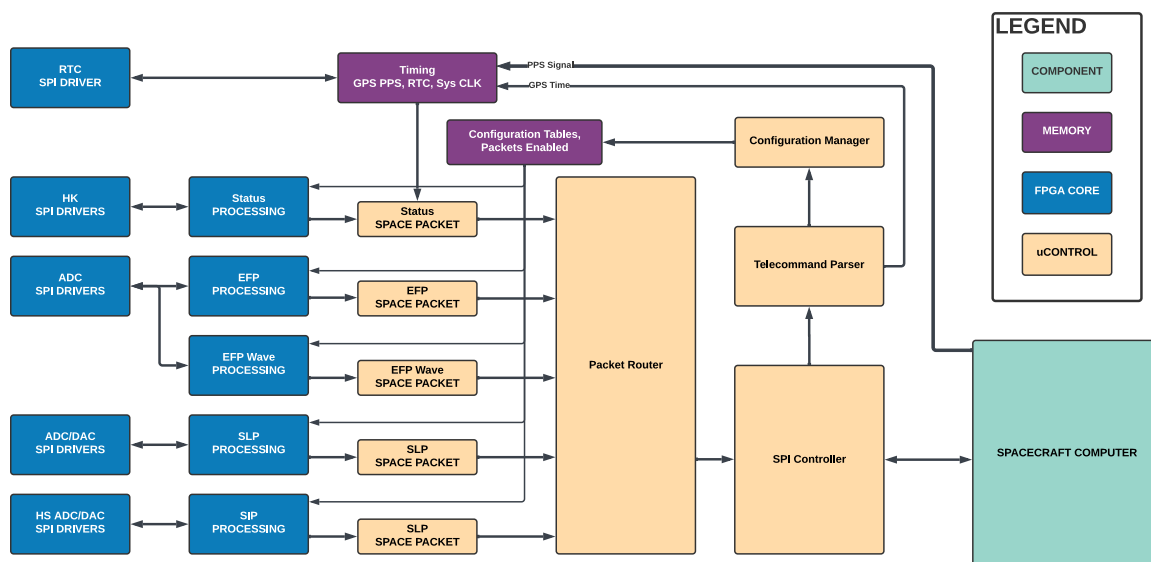 LEGEND
RTC
SPI DRIVER
Timing
GPS PPS, RTC, Sys CLK
PPS Signal
GPS Time
COMPONENT
MEMORY
FPGA CORE
uCONTROL
Configuration Tables,
Packets Enabled
Configuration Manager
HK
SPI DRIVERS
Status
PROCESSING
Status
SPACE PACKET
ADC
SPI DRIVERS
EFP
PROCESSING
EFP
SPACE PACKET
Telecommand Parser
EFP Wave
PROCESSING
EFP Wave
SPACE PACKET
Packet Router
ADC/DAC
SPI DRIVERS
SLP
PROCESSING
SLP
SPACE PACKET
SPI Controller
SPACECRAFT COMPUTER
HS ADC/DAC
SPI DRIVERS
SIP
PROCESSING
SLP
SPACE PACKET